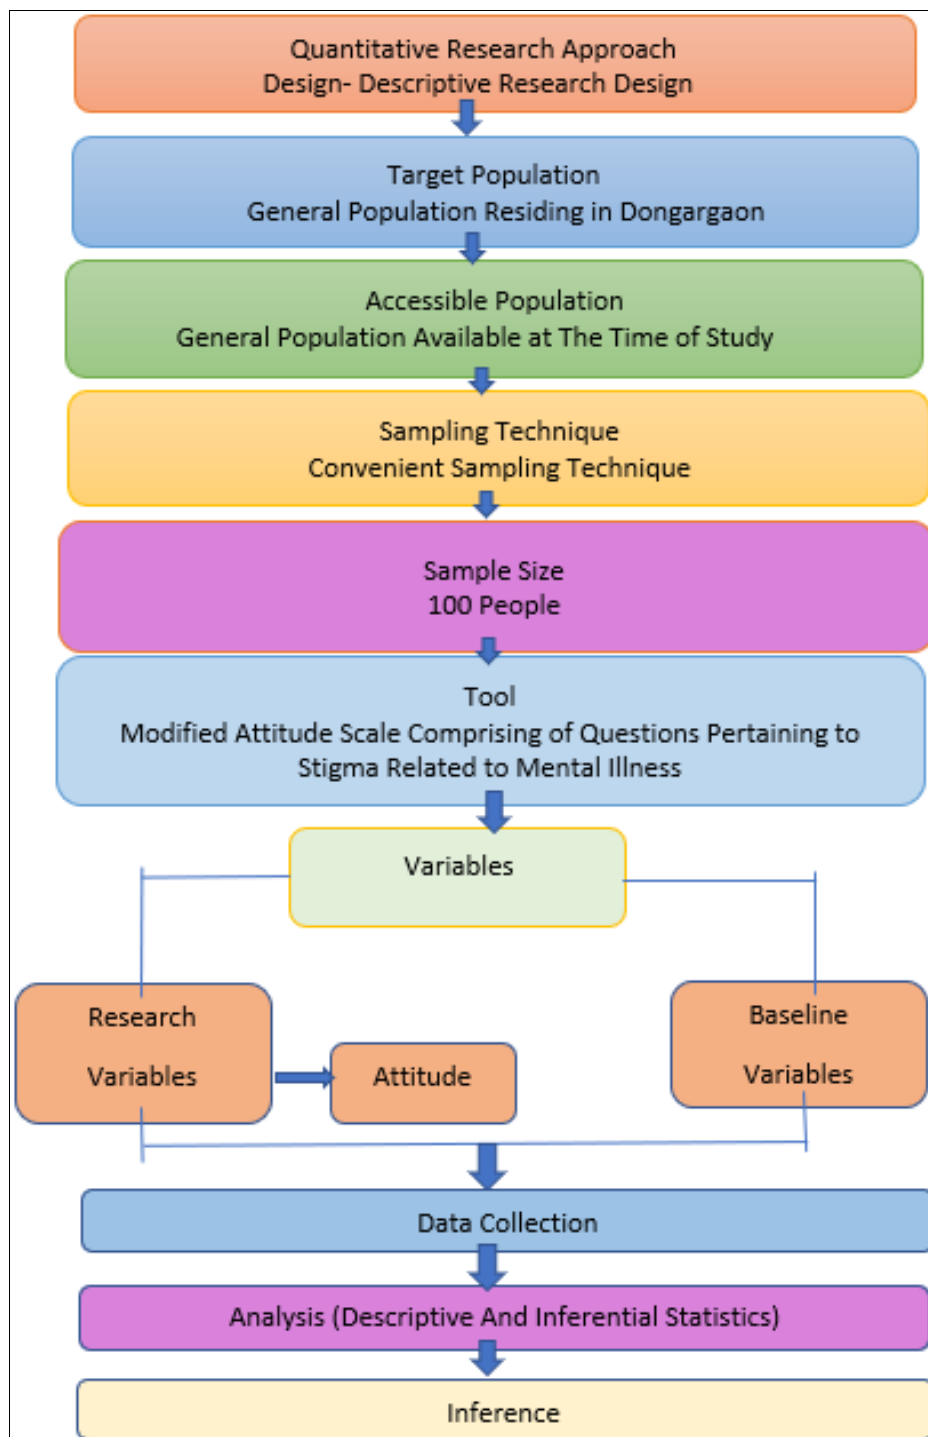 Quantitative Research Approach
Design- Descriptive Research Design
Target Population
General Population Residing in Dongargaon
Accessible Population
General Population Available at The Time of Study
Sampling Technique
Convenient Sampling Technique
Sample Size
100 People
Tool
Modified Attitude Scale Comprising of Questions Pertaining to
Stigma Related to Mental Illness
Variables
Research
Variables
Attitude
Baseline
Variables
Data Collection
Analysis (Descriptive And Inferential Statistics)
Inference